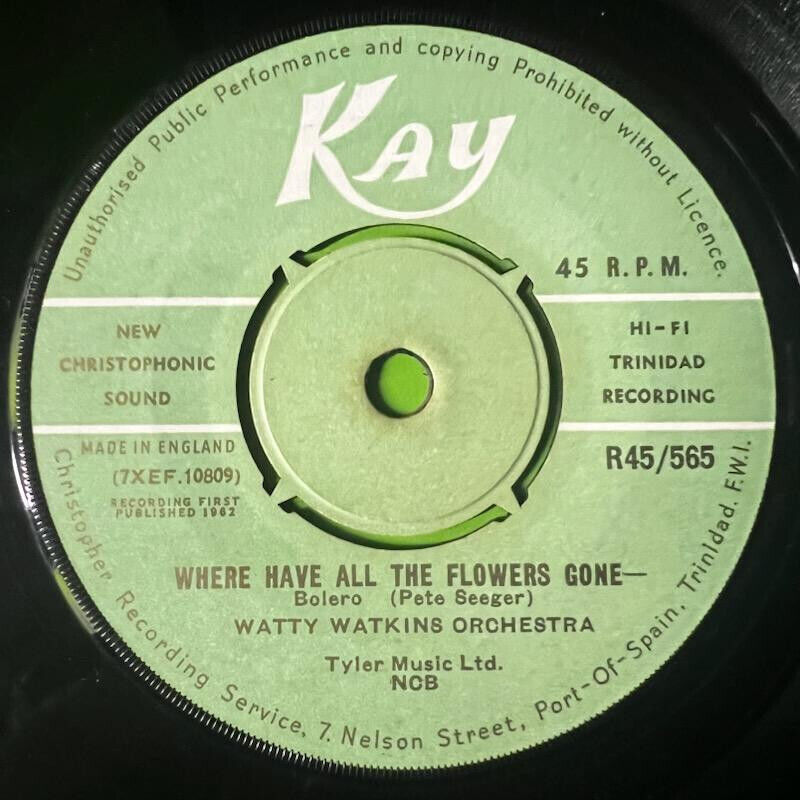 Unauthorised Public Performance and copying Prohibited without Licence.
Kay
45 R.P.M.
NEW
CHRISTOPHONIC
SOUND
HI-FI
TRINIDAD
RECORDING
MADE IN ENGLAND
(7XEF.10809)
RECORDING FIRST
PUBLISHED 1962
R45/565
WHERE HAVE ALL THE FLOWERS GONE—
Bolero (Pete Seeger)
WATTY WATKINS ORCHESTRA
Tyler Music Ltd.
NCB
Christopher Recording Service, 7. Nelson Street, Port-Of-Spain, Trinidad. F.W.I.